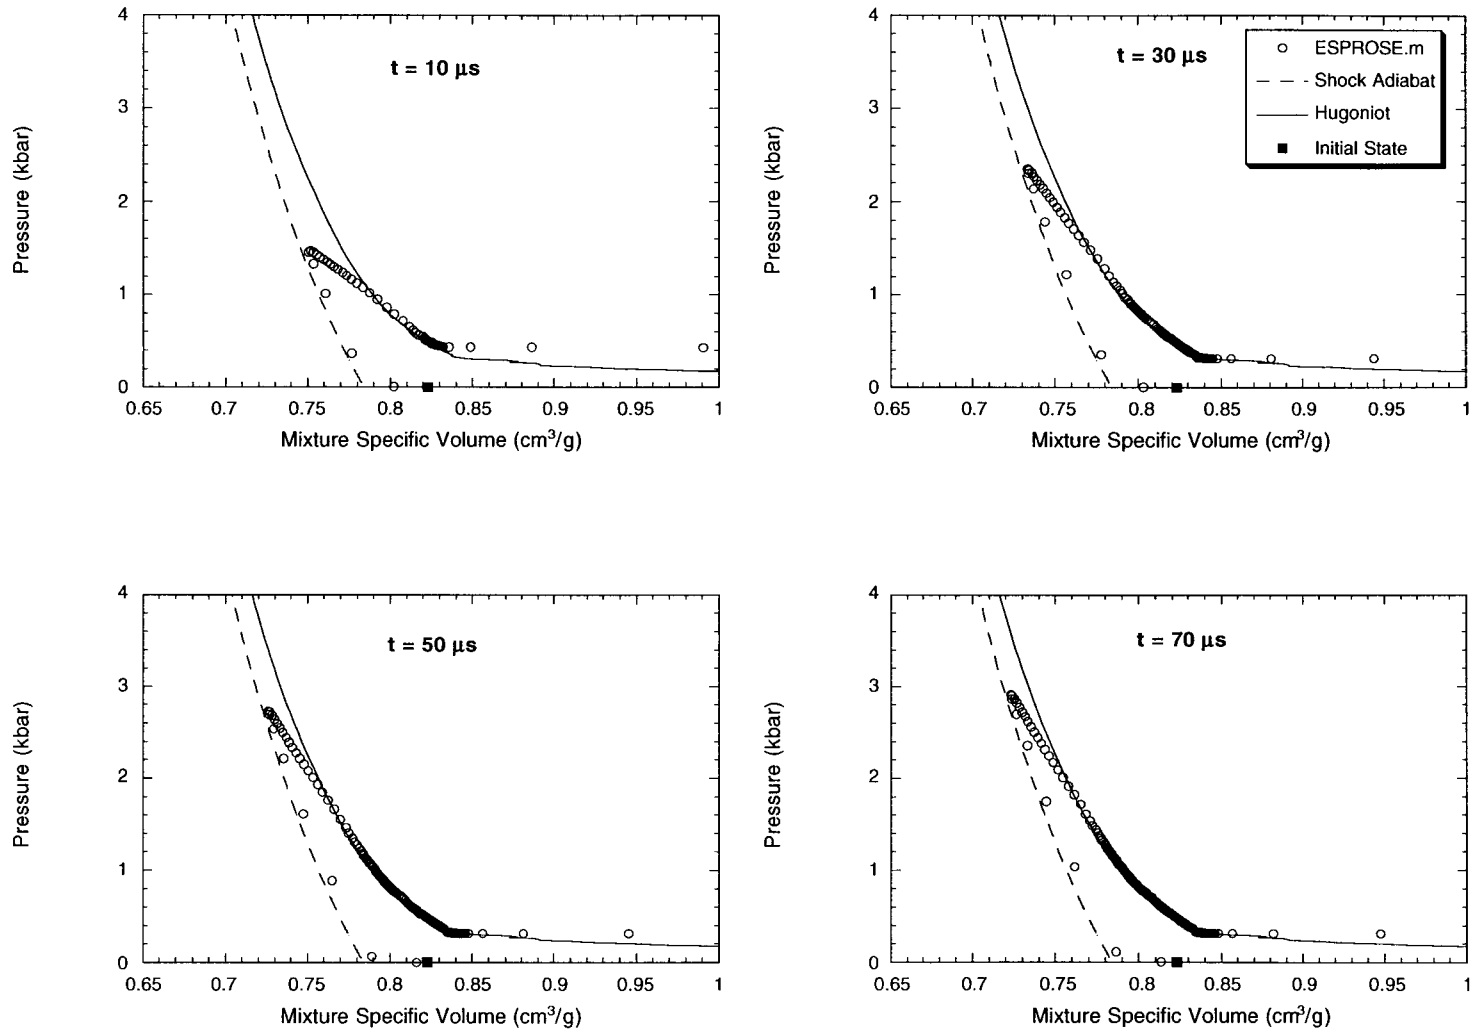 4
3
2
1
0
0.65 0.7 0.75 0.8 0.85 0.9 0.95 1
Pressure (kbar)
Mixture Specific Volume (cm³/g)
t = 10 µs
4
3
2
1
0
0.65 0.7 0.75 0.8 0.85 0.9 0.95 1
Pressure (kbar)
Mixture Specific Volume (cm³/g)
t = 30 µs
ESPROSE.m
Shock Adiabat
Hugoniot
Initial State
4
3
2
1
0
0.65 0.7 0.75 0.8 0.85 0.9 0.95 1
Pressure (kbar)
Mixture Specific Volume (cm³/g)
t = 50 µs
4
3
2
1
0
0.65 0.7 0.75 0.8 0.85 0.9 0.95 1
Pressure (kbar)
Mixture Specific Volume (cm³/g)
t = 70 µs